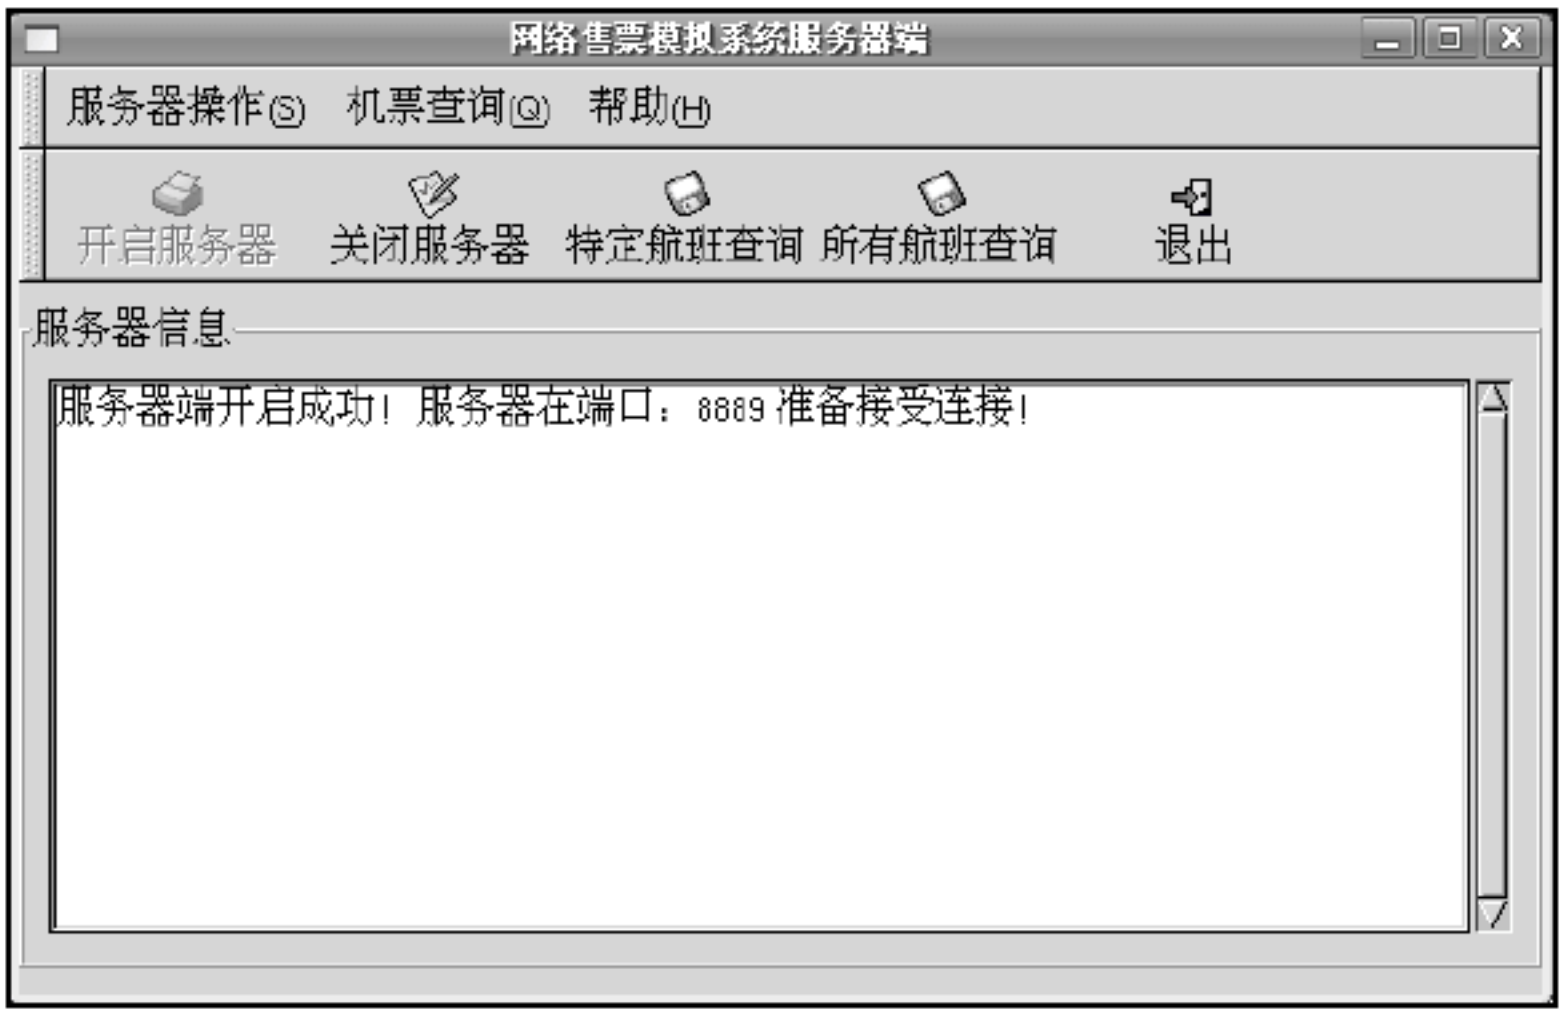 网络售票模拟系统服务器端
服务器操作(S) 机票查询(Q) 帮助(H)
开启服务器 关闭服务器 特定航班查询 所有航班查询 退出
服务器信息
服务器端开启成功! 服务器在端口: 8889 准备接受连接!